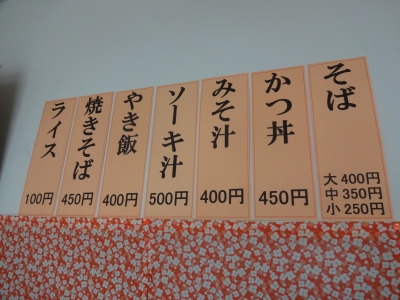 そば
大 400円
中 350円
小 250円
かつ丼
450円
みそ汁
400円
ソーキ汁
500円
やき飯
400円
焼きそば
450円
ライス
100円